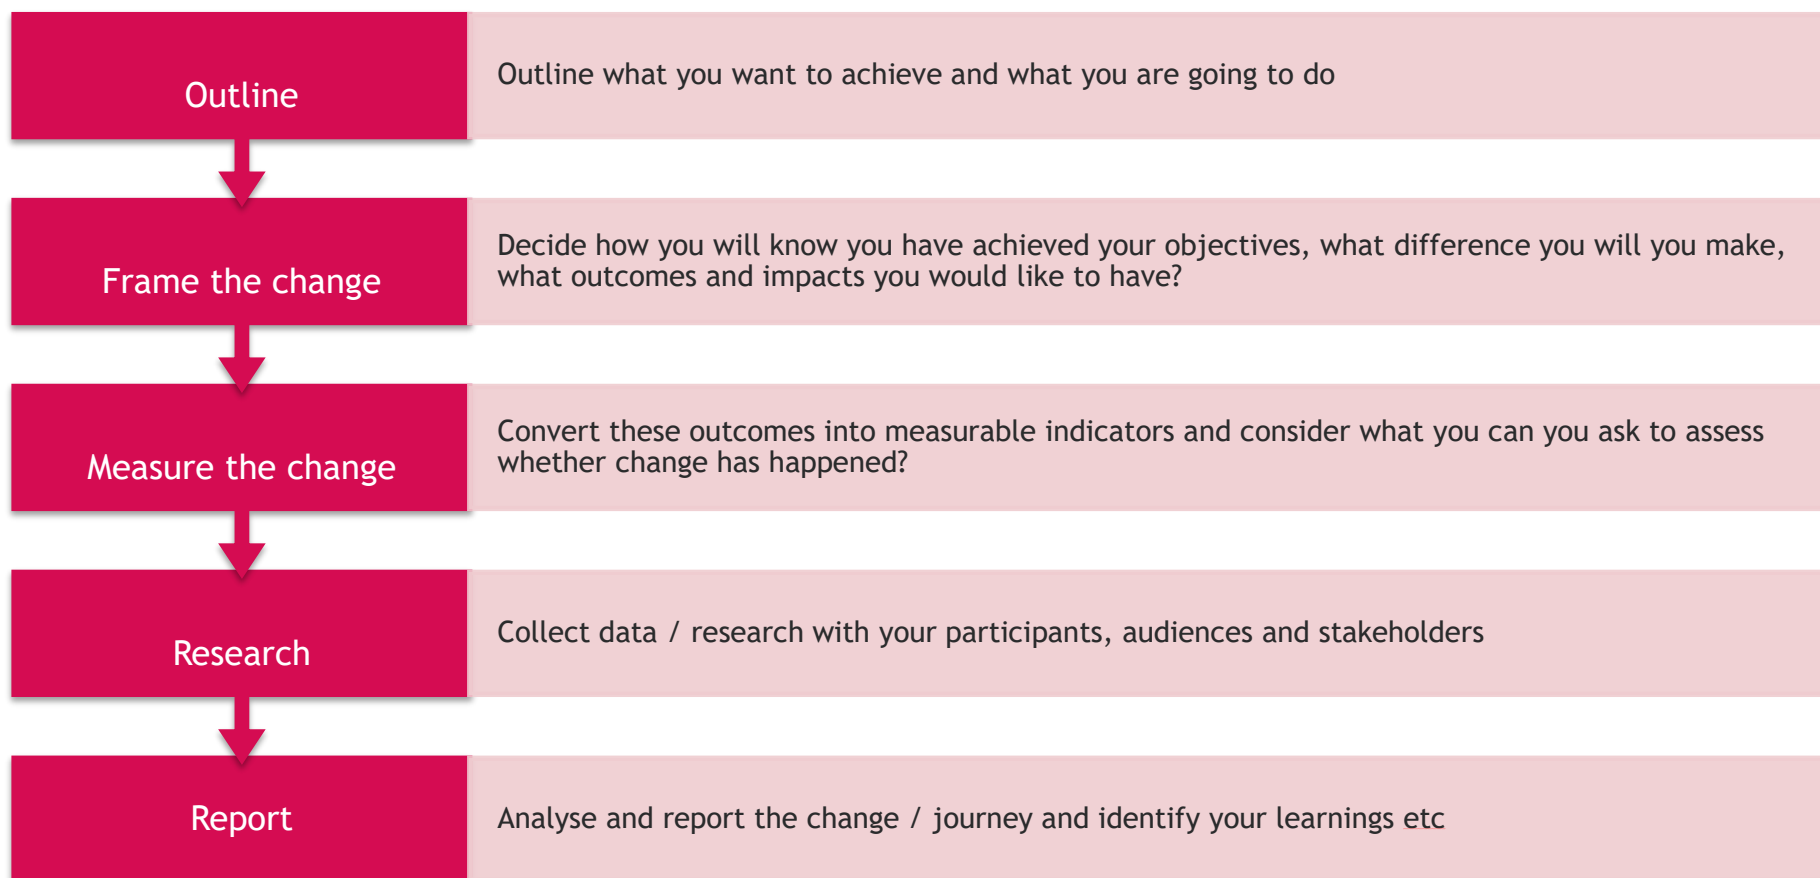 Outline
Outline what you want to achieve and what you are going to do
Frame the change
Decide how you will know you have achieved your objectives, what difference you will you make,
what outcomes and impacts you would like to have?
Measure the change
Convert these outcomes into measurable indicators and consider what you can you ask to assess
whether change has happened?
Research
Collect data / research with your participants, audiences and stakeholders
Report
Analyse and report the change / journey and identify your learnings etc